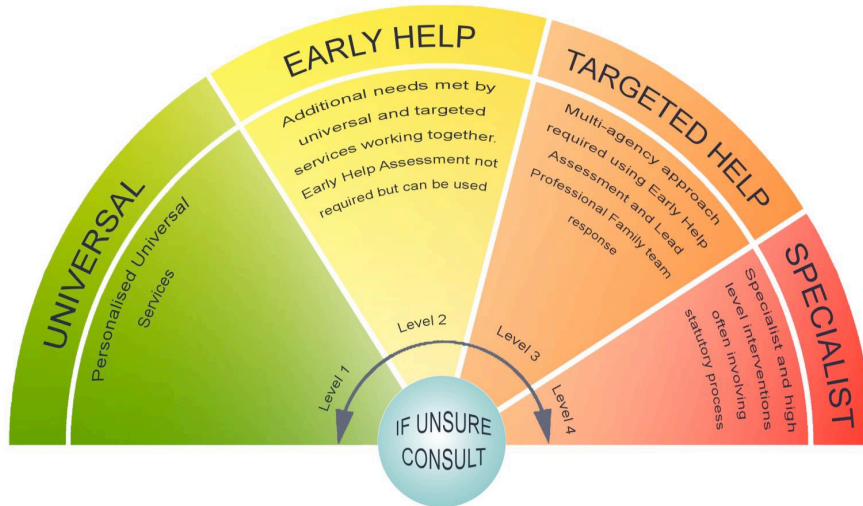 UNIVERSAL
Personalised Universal
Services
Level 1
EARLY HELP
Additional needs met by
universal and targeted
services working together.
Early Help Assessment not
required but can be used
Level 2
TARGETED HELP
Multi-agency approach
required using Early Help
Assessment and Lead
Professional Family team
response
Level 3
SPECIALIST
Specialist and high
level interventions
often involving
statutory process
Level 4
IF UNSURE
CONSULT